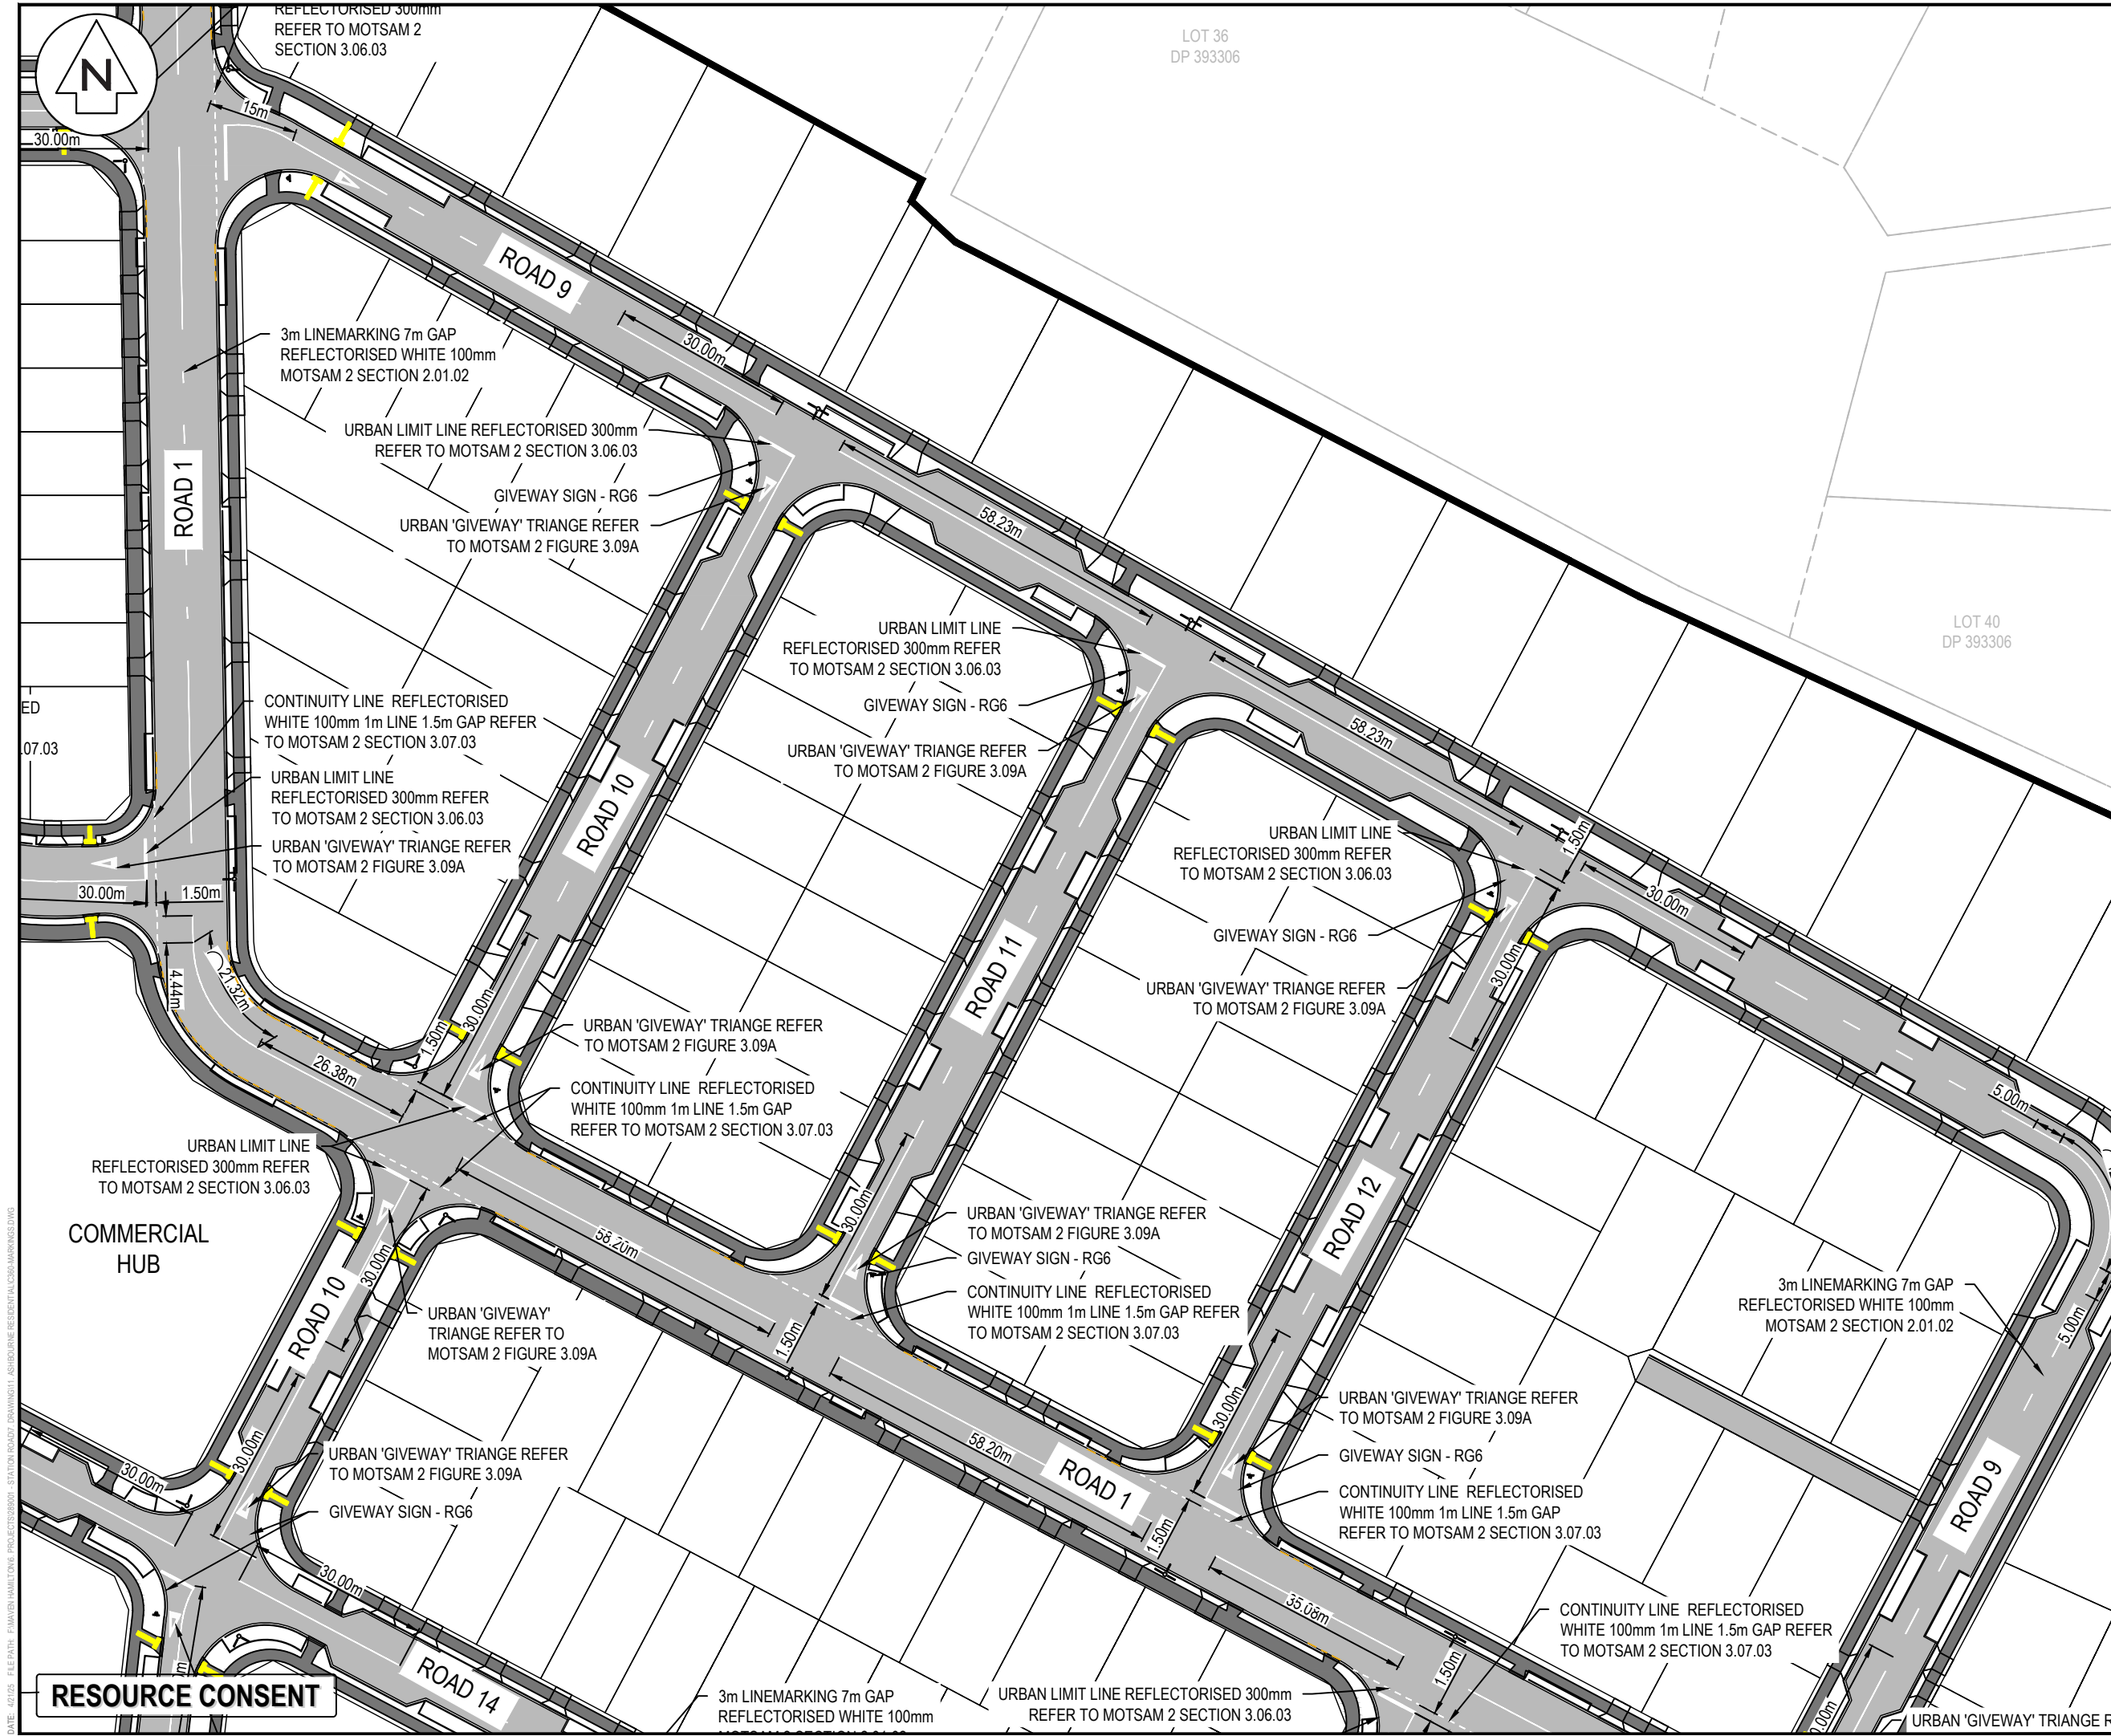 REFLECTORISED 300mm
REFER TO MOTSAM 2
SECTION 3.06.03
N
LOT 36
DP 393306
15m
30.00m
ROAD 9
30.00m
3m LINEMARKING 7m GAP
REFLECTORISED WHITE 100mm
MOTSAM 2 SECTION 2.01.02
URBAN LIMIT LINE REFLECTORISED 300mm
REFER TO MOTSAM 2 SECTION 3.06.03
GIVEWAY SIGN - RG6
URBAN 'GIVEWAY' TRIANGE REFER
TO MOTSAM 2 FIGURE 3.09A
ROAD 1
58.23m
URBAN LIMIT LINE
REFLECTORISED 300mm REFER
TO MOTSAM 2 SECTION 3.06.03
GIVEWAY SIGN - RG6
URBAN 'GIVEWAY' TRIANGE REFER
TO MOTSAM 2 FIGURE 3.09A
LOT 40
DP 393306
58.23m
ED
.07.03
CONTINUITY LINE REFLECTORISED
WHITE 100mm 1m LINE 1.5m GAP REFER
TO MOTSAM 2 SECTION 3.07.03
URBAN LIMIT LINE
REFLECTORISED 300mm REFER
TO MOTSAM 2 SECTION 3.06.03
URBAN 'GIVEWAY' TRIANGE REFER
TO MOTSAM 2 FIGURE 3.09A
30.00m
1.50m
ROAD 10
URBAN LIMIT LINE
REFLECTORISED 300mm REFER
TO MOTSAM 2 SECTION 3.06.03
GIVEWAY SIGN - RG6
URBAN 'GIVEWAY' TRIANGE REFER
TO MOTSAM 2 FIGURE 3.09A
1.50m
30.00m
30.00m
ROAD 11
4.44m
21.32m
26.38m
1.50m
30.00m
URBAN 'GIVEWAY' TRIANGE REFER
TO MOTSAM 2 FIGURE 3.09A
CONTINUITY LINE REFLECTORISED
WHITE 100mm 1m LINE 1.5m GAP
REFER TO MOTSAM 2 SECTION 3.07.03
5.00m
URBAN LIMIT LINE
REFLECTORISED 300mm REFER
TO MOTSAM 2 SECTION 3.06.03
COMMERCIAL
HUB
58.20m
30.00m
URBAN 'GIVEWAY' TRIANGE REFER
TO MOTSAM 2 FIGURE 3.09A
GIVEWAY SIGN - RG6
CONTINUITY LINE REFLECTORISED
WHITE 100mm 1m LINE 1.5m GAP REFER
TO MOTSAM 2 SECTION 3.07.03
ROAD 12
3m LINEMARKING 7m GAP
REFLECTORISED WHITE 100mm
MOTSAM 2 SECTION 2.01.02
5.00m
30.00m
ROAD 10
URBAN 'GIVEWAY'
TRIANGE REFER TO
MOTSAM 2 FIGURE 3.09A
1.50m
30.00m
URBAN 'GIVEWAY' TRIANGE REFER
TO MOTSAM 2 FIGURE 3.09A
GIVEWAY SIGN - RG6
CONTINUITY LINE REFLECTORISED
WHITE 100mm 1m LINE 1.5m GAP
REFER TO MOTSAM 2 SECTION 3.07.03
58.20m
ROAD 1
1.50m
ROAD 9
30.00m
30.00m
URBAN 'GIVEWAY' TRIANGE REFER
TO MOTSAM 2 FIGURE 3.09A
GIVEWAY SIGN - RG6
30.00m
35.08m
CONTINUITY LINE REFLECTORISED
WHITE 100mm 1m LINE 1.5m GAP REFER
TO MOTSAM 2 SECTION 3.07.03
1.50m
ROAD 14
RESOURCE CONSENT
3m LINEMARKING 7m GAP
REFLECTORISED WHITE 100mm
URBAN LIMIT LINE REFLECTORISED 300mm
REFER TO MOTSAM 2 SECTION 3.06.03
0.00m
URBAN 'GIVEWAY' TRIANGE R